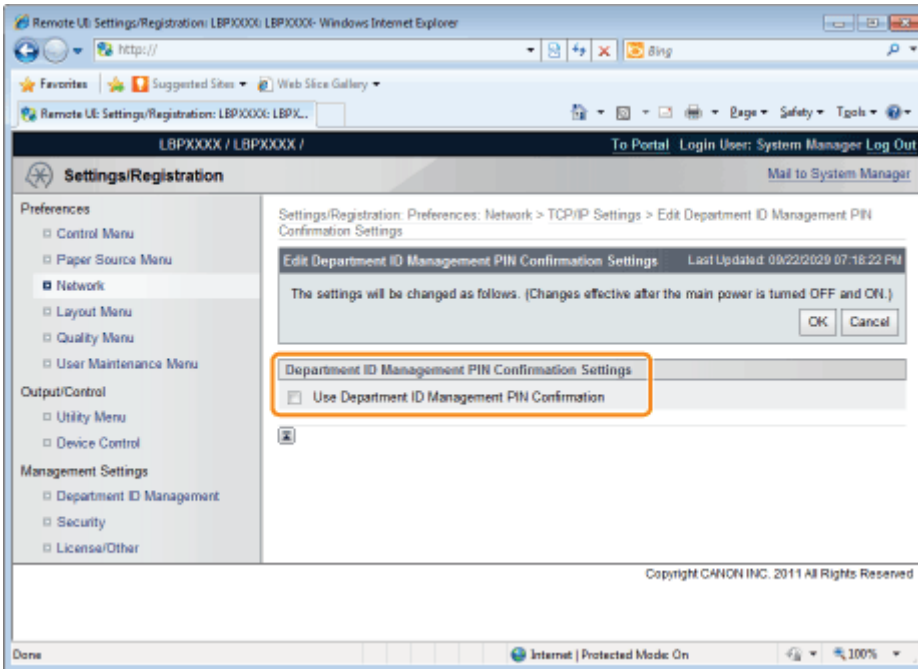 Remote UI: Settings/Registration: LBPXXXX: LBPXXXX- Windows Internet Explorer
http://
Bing
Favorites Suggested Sites Web Slice Gallery
Remote UI: Settings/Registration: LBPXXXX: LBPX...
Page Safety Tools
LBPXXXX / LBPXXXX /
To Portal Login User: System Manager Log Out
Settings/Registration
Mail to System Manager
Preferences
Control Menu
Paper Source Menu
Network
Layout Menu
Quality Menu
User Maintenance Menu
Output/Control
Utility Menu
Device Control
Management Settings
Department ID Management
Security
License/Other
Settings/Registration: Preferences: Network > TCP/IP Settings > Edit Department ID Management PIN
Confirmation Settings
Edit Department ID Management PIN Confirmation Settings Last Updated: 09/22/2029 07:18:22 PM
The settings will be changed as follows. (Changes effective after the main power is turned OFF and ON.)
OK Cancel
Department ID Management PIN Confirmation Settings
Use Department ID Management PIN Confirmation
Copyright CANON INC. 2011 All Rights Reserved
Done
Internet | Protected Mode: On
100%